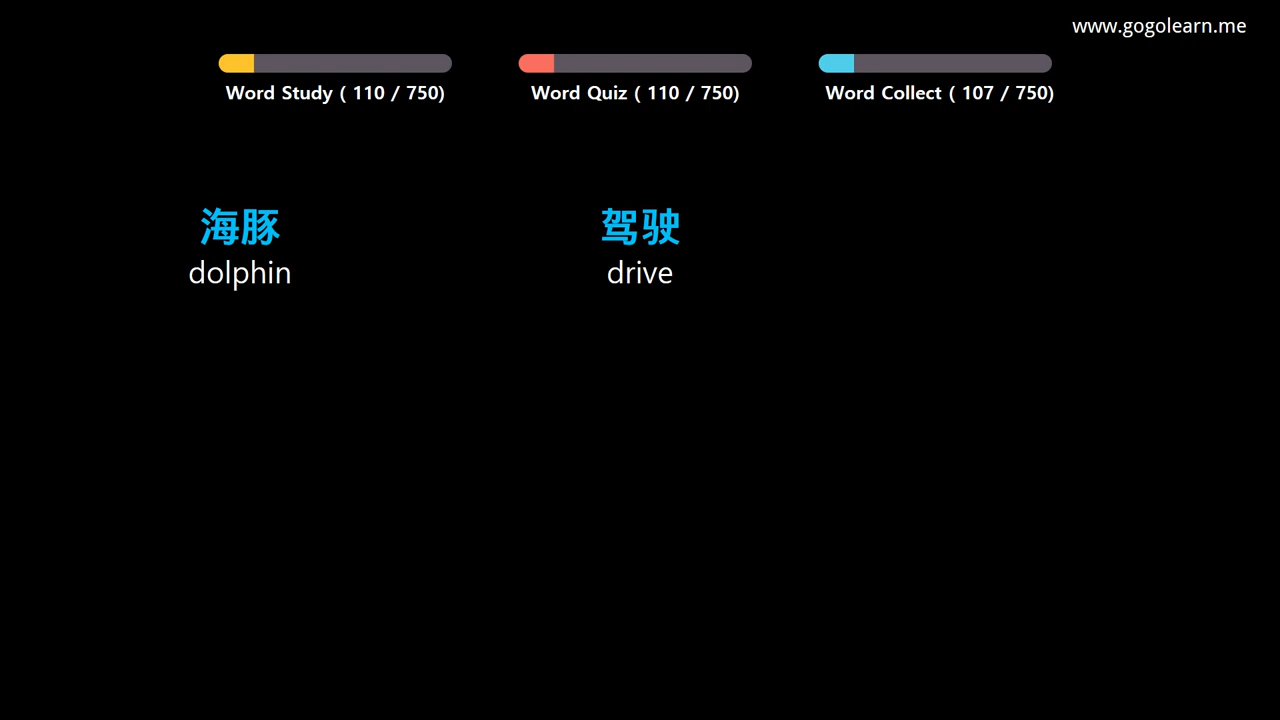 www.gogolearn.me
Word Study ( 110 / 750)
Word Quiz ( 110 / 750)
Word Collect ( 107 / 750)
海豚
dolphin
驾驶
drive